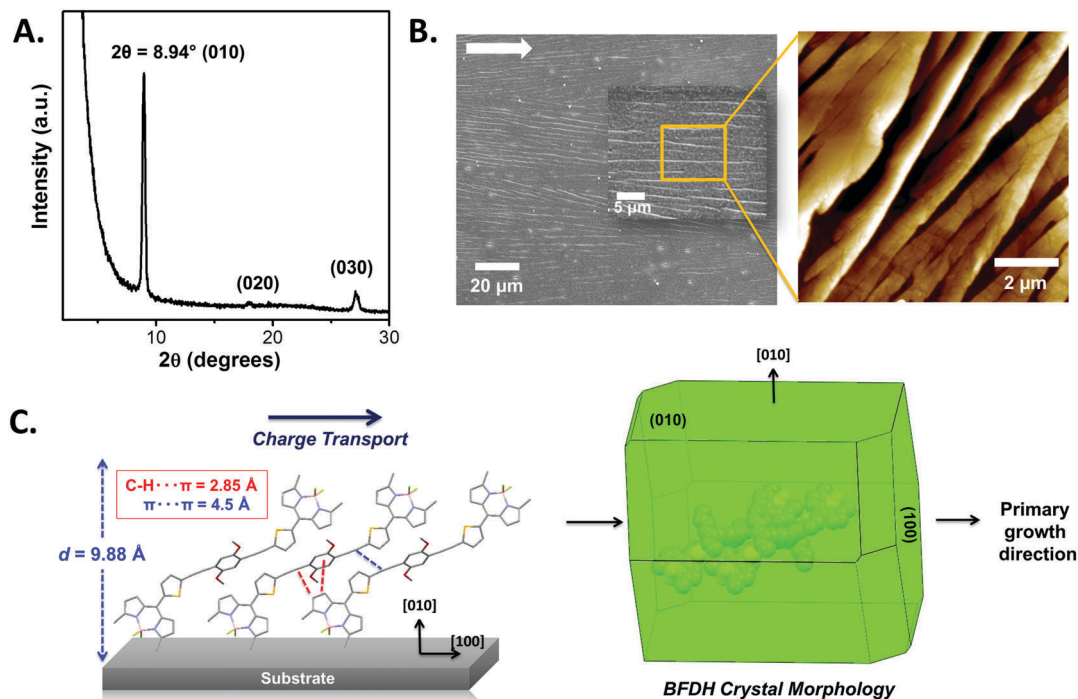 A.
2θ = 8.94° (010)
(020)
(030)
Intensity (a.u.)
10
20
30
2θ (degrees)
B.
5 μm
20 μm
2 μm
C.
Charge Transport
C-H···π = 2.85 Å
π···π = 4.5 Å
d = 9.88 Å
[010]
[100]
Substrate
[010]
(010)
(100)
Primary
growth
direction
BFDH Crystal Morphology